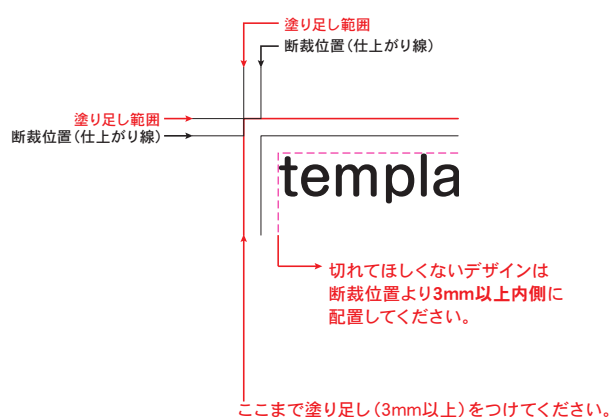 塗り足し範囲
断裁位置（仕上がり線）
塗り足し範囲
断裁位置（仕上がり線）
templa
切れてほしくないデザインは
断裁位置より3mm以上内側に
配置してください。
ここまで塗り足し（3mm以上）をつけてください。